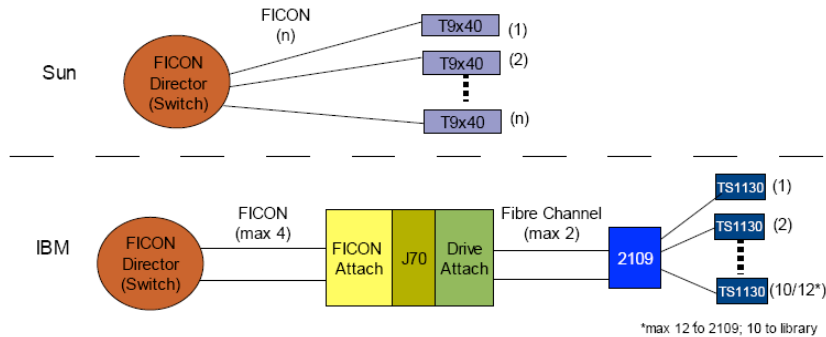 FICON
(n)
Sun
FICON
Director
(Switch)
T9x40 (1)
T9x40 (2)
T9x40 (n)
IBM
FICON
Director
(Switch)
FICON
(max 4)
FICON
Attach
J70
Drive
Attach
Fibre Channel
(max 2)
2109
TS1130 (1)
TS1130 (2)
TS1130 (10/12*)
*max 12 to 2109; 10 to library